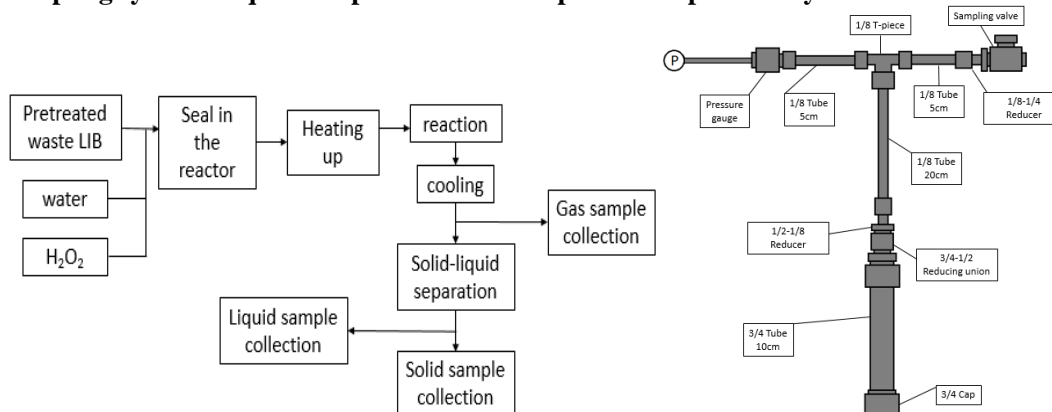 1/8 T-piece
Sampling valve
P
Pressure
gauge
1/8 Tube
5cm
1/8 Tube
5cm
1/8-1/4
Reducer
1/8 Tube
20cm
1/2-1/8
Reducer
3/4-1/2
Reducing union
3/4 Tube
10cm
3/4 Cap
Pretreated
waste LIB
water
H₂O₂
Seal in
the
reactor
Heating
up
reaction
cooling
Gas sample
collection
Solid-liquid
separation
Liquid sample
collection
Solid sample
collection